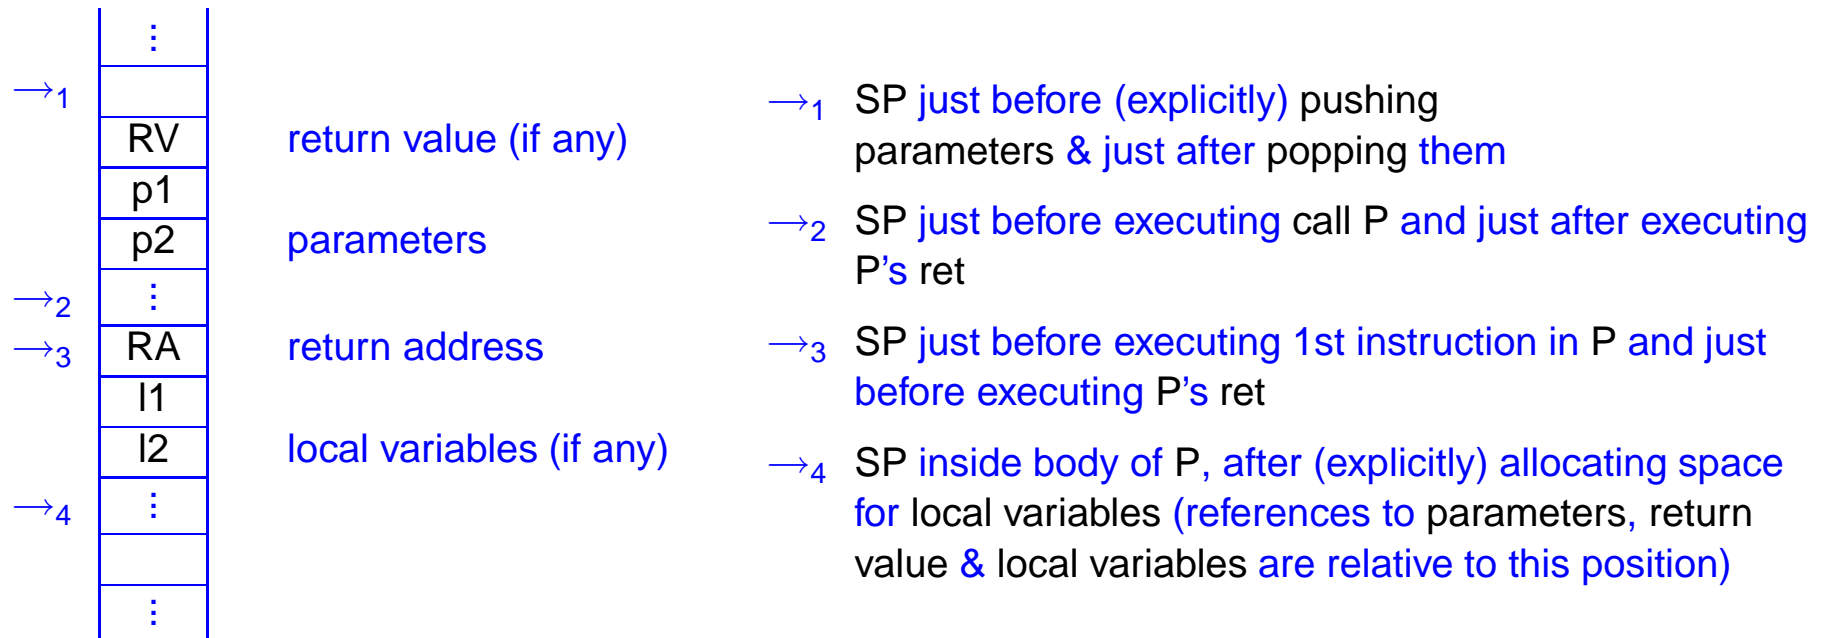 ⋮
→1
RV return value (if any)
p1
p2 parameters
→2 ⋮
→3 RA return address
l1
l2 local variables (if any)
→4 ⋮
⋮
→1 SP just before (explicitly) pushing
parameters & just after popping them
→2 SP just before executing call P and just after executing
P's ret
→3 SP just before executing 1st instruction in P and just
before executing P's ret
→4 SP inside body of P, after (explicitly) allocating space
for local variables (references to parameters, return
value & local variables are relative to this position)